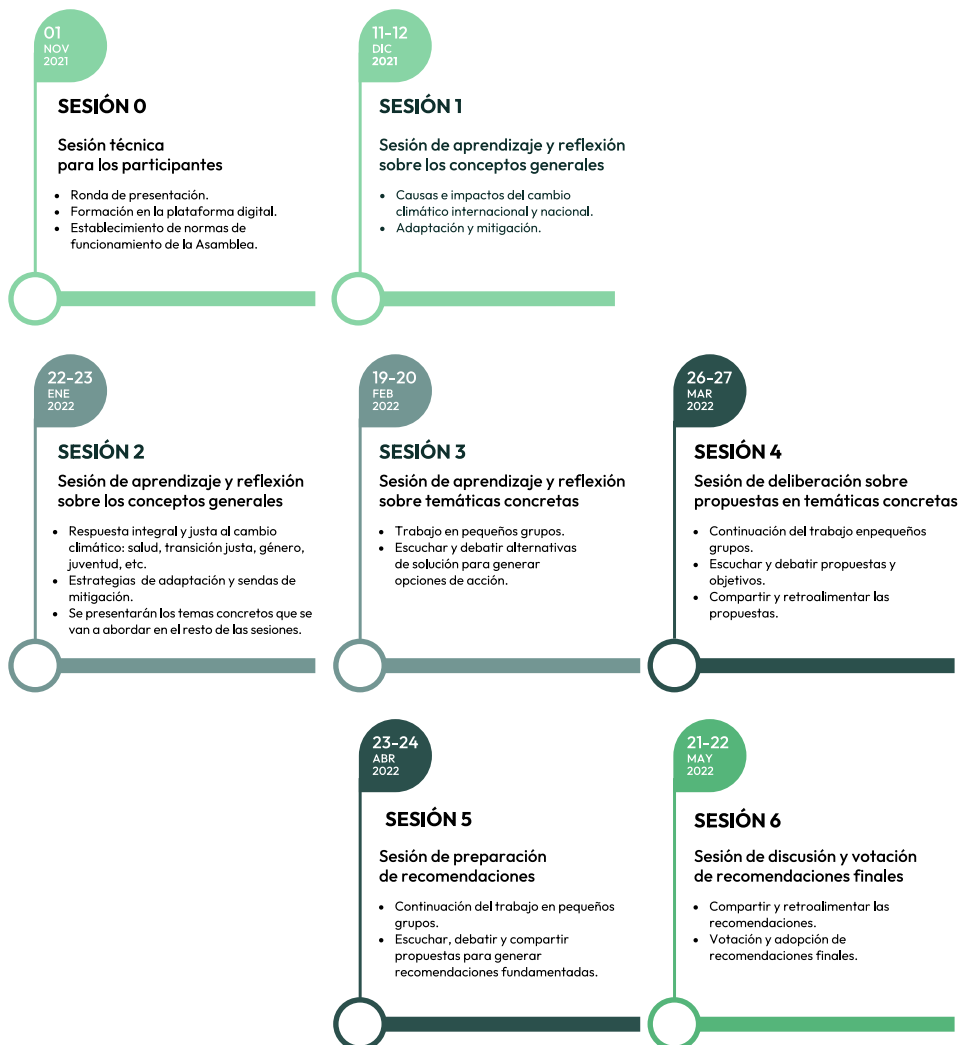 01
NOV
2021
SESIÓN 0
Sesión técnica
para los participantes
• Ronda de presentación.
• Formación en la plataforma digital.
• Establecimiento de normas de
funcionamiento de la Asamblea.
11-12
DIC
2021
SESIÓN 1
Sesión de aprendizaje y reflexión
sobre los conceptos generales
• Causas e impactos del cambio
climático internacional y nacional.
• Adaptación y mitigación.
22-23
ENE
2022
SESIÓN 2
Sesión de aprendizaje y reflexión
sobre los conceptos generales
• Respuesta integral y justa al cambio
climático: salud, transición justa, género,
juventud, etc.
• Estrategias de adaptación y sendas de
mitigación.
• Se presentarán los temas concretos que se
van a abordar en el resto de las sesiones.
19-20
FEB
2022
SESIÓN 3
Sesión de aprendizaje y reflexión
sobre temáticas concretas
• Trabajo en pequeños grupos.
• Escuchar y debatir alternativas
de solución para generar
opciones de acción.
26-27
MAR
2022
SESIÓN 4
Sesión de deliberación sobre
propuestas en temáticas concretas
• Continuación del trabajo enpequeños
grupos.
• Escuchar y debatir propuestas y
objetivos.
• Compartir y retroalimentar las
propuestas.
23-24
ABR
2022
SESIÓN 5
Sesión de preparación
de recomendaciones
• Continuación del trabajo en pequeños
grupos.
• Escuchar, debatir y compartir
propuestas para generar
recomendaciones fundamentadas.
21-22
MAY
2022
SESIÓN 6
Sesión de discusión y votación
de recomendaciones finales
• Compartir y retroalimentar las
recomendaciones.
• Votación y adopción de
recomendaciones finales.